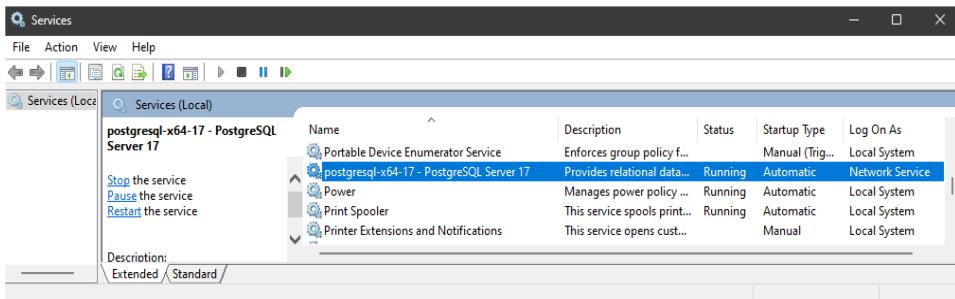 Services
File Action View Help
Services (Loca
Services (Local)
postgresql-x64-17 - PostgreSQL Server 17
Stop the service
Pause the service
Restart the service
Description:
Name Description Status Startup Type Log On As
Portable Device Enumerator Service Enforces group policy f... Manual (Trig... Local System
postgresql-x64-17 - PostgreSQL Server 17 Provides relational data... Running Automatic Network Service
Power Manages power policy ... Running Automatic Local System
Print Spooler This service spools print... Running Automatic Local System
Printer Extensions and Notifications This service opens cust... Manual Local System
Extended Standard